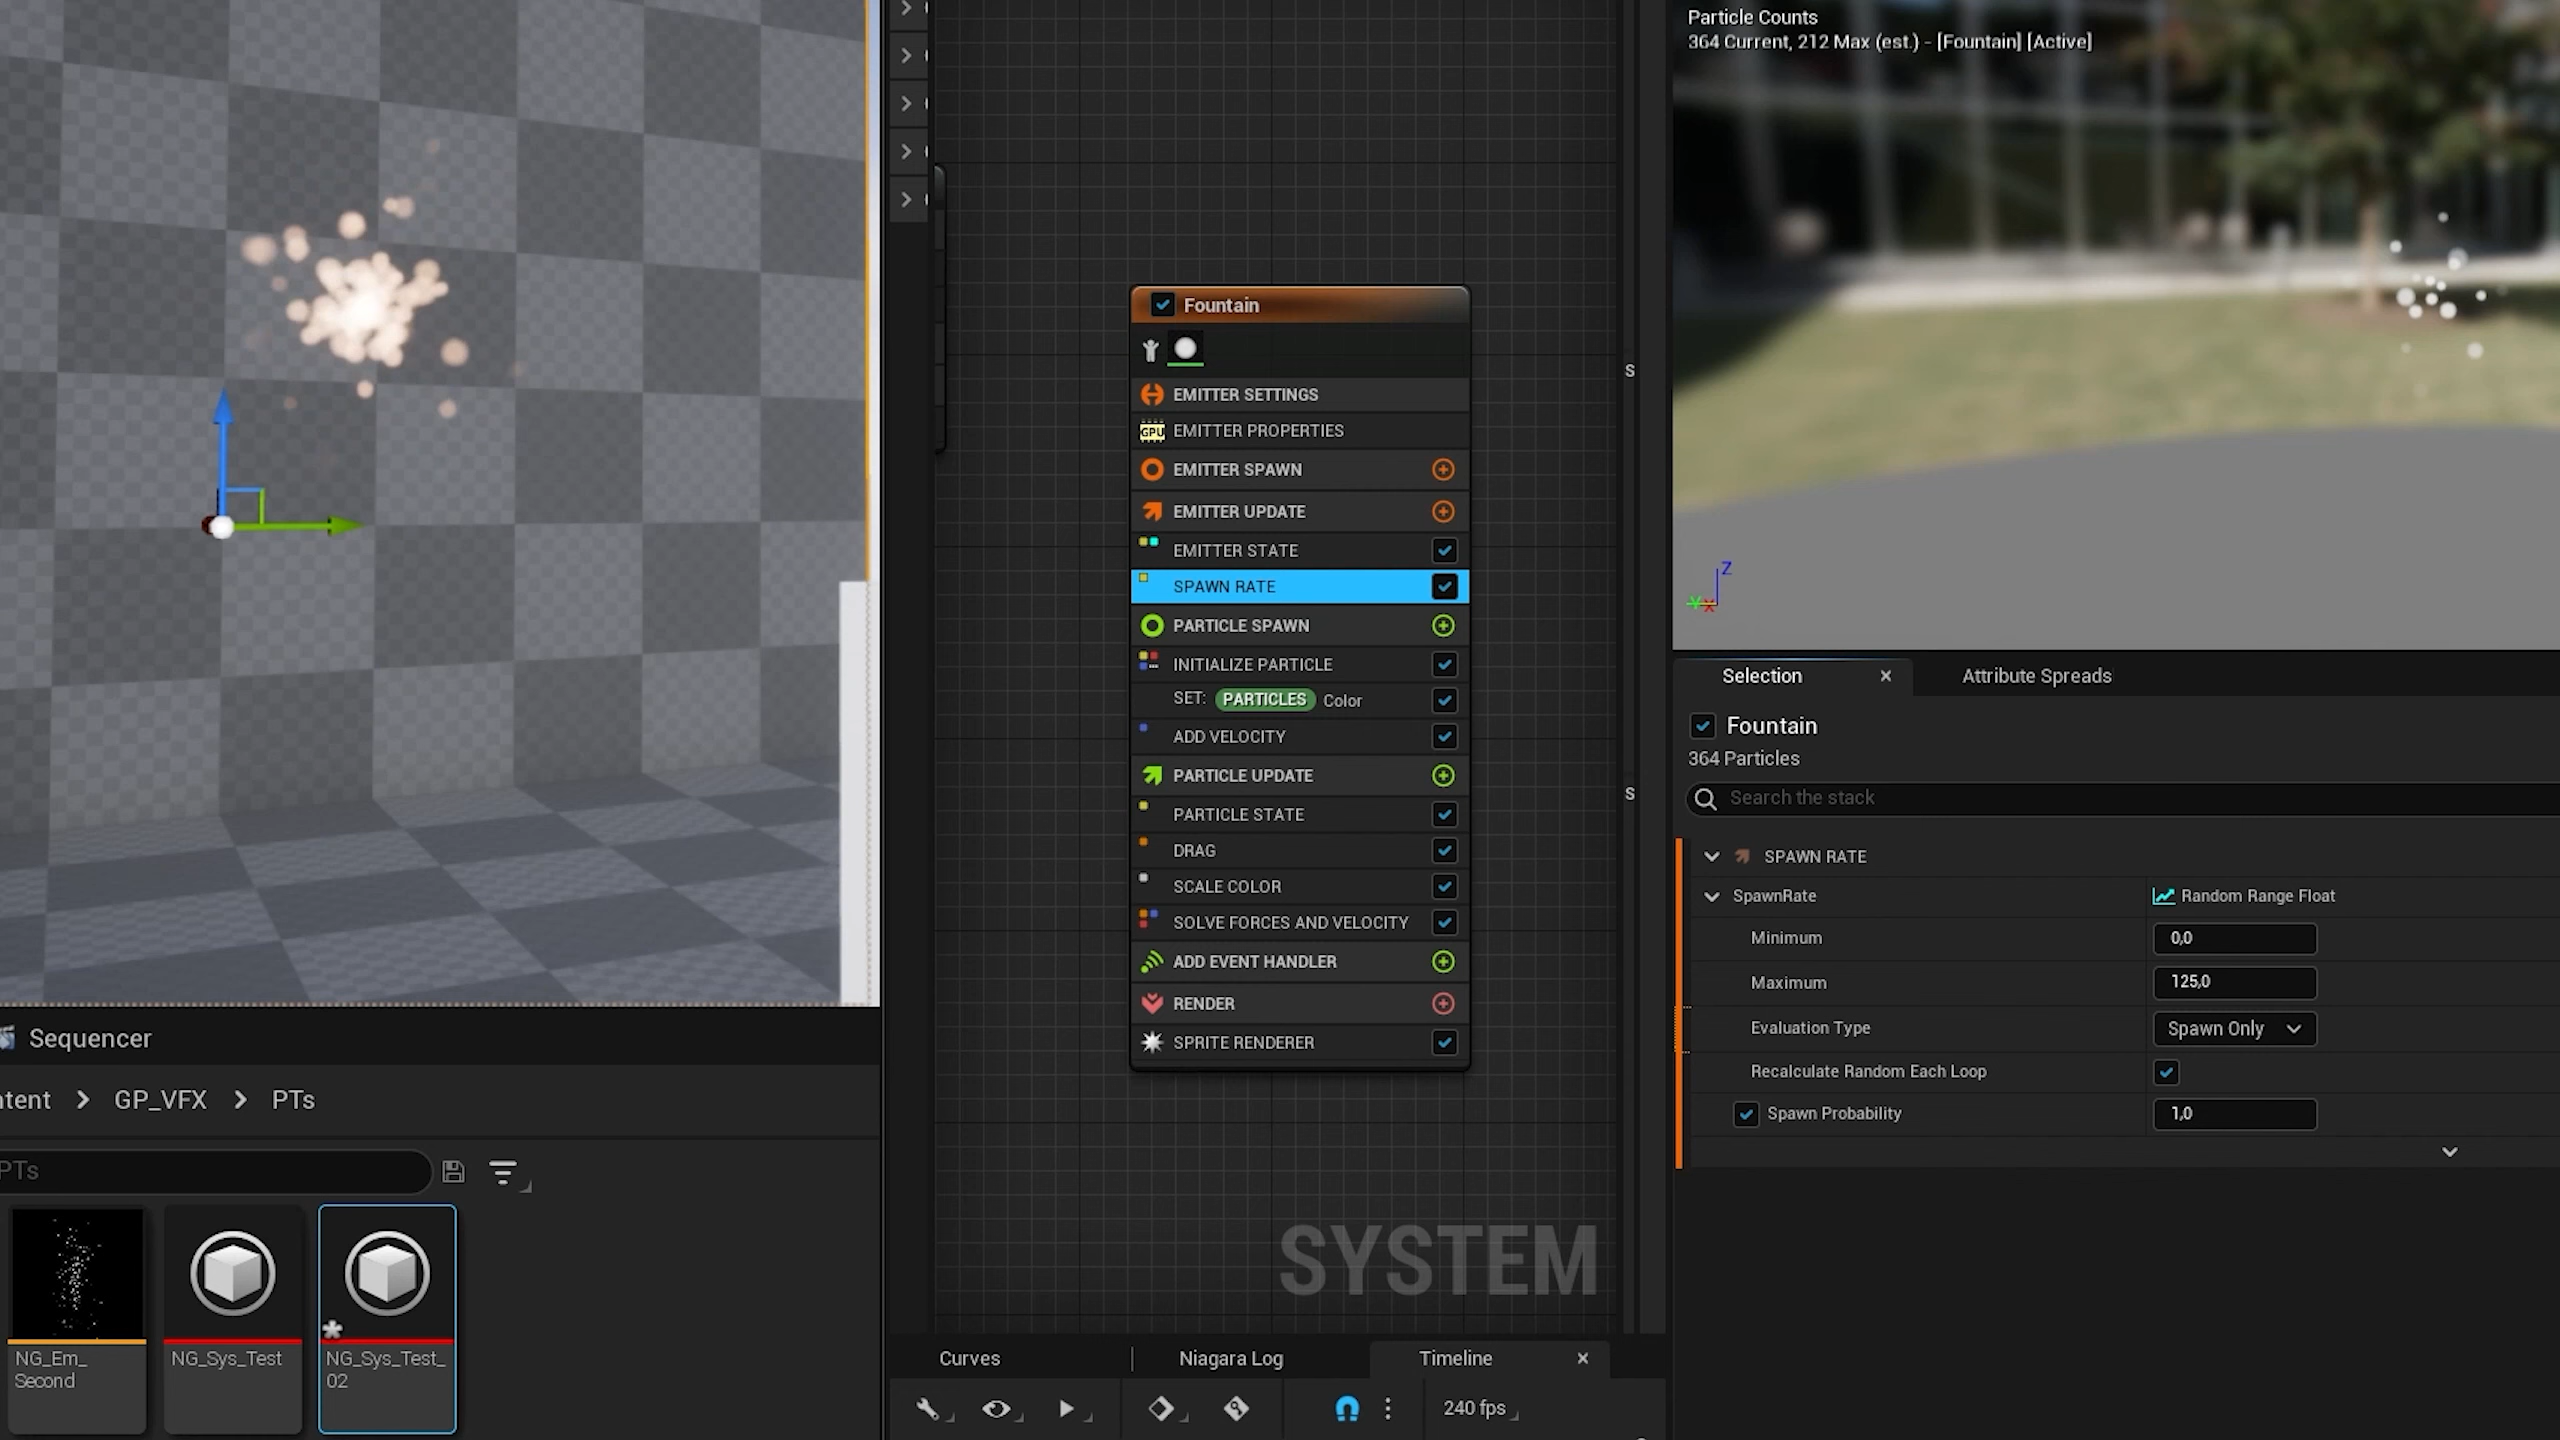 Particle Counts
364 Current, 212 Max (est.) - [Fountain] [Active]
Fountain
EMITTER SETTINGS
GPU EMITTER PROPERTIES
EMITTER SPAWN
EMITTER UPDATE
EMITTER STATE
SPAWN RATE
PARTICLE SPAWN
INITIALIZE PARTICLE
SET: PARTICLES Color
ADD VELOCITY
PARTICLE UPDATE
PARTICLE STATE
DRAG
SCALE COLOR
SOLVE FORCES AND VELOCITY
ADD EVENT HANDLER
RENDER
SPRITE RENDERER
SYSTEM
S
S
Z
Y X
Selection
Attribute Spreads
Fountain
364 Particles
Search the stack
SPAWN RATE
SpawnRate Random Range Float
Minimum 0,0
Maximum 125,0
Evaluation Type Spawn Only
Recalculate Random Each Loop
Spawn Probability 1,0
Sequencer
ntent > GP_VFX > PTs
PTs
NG_Em_
Second
NG_Sys_Test
NG_Sys_Test_
02
Curves
Niagara Log
Timeline
240 fps